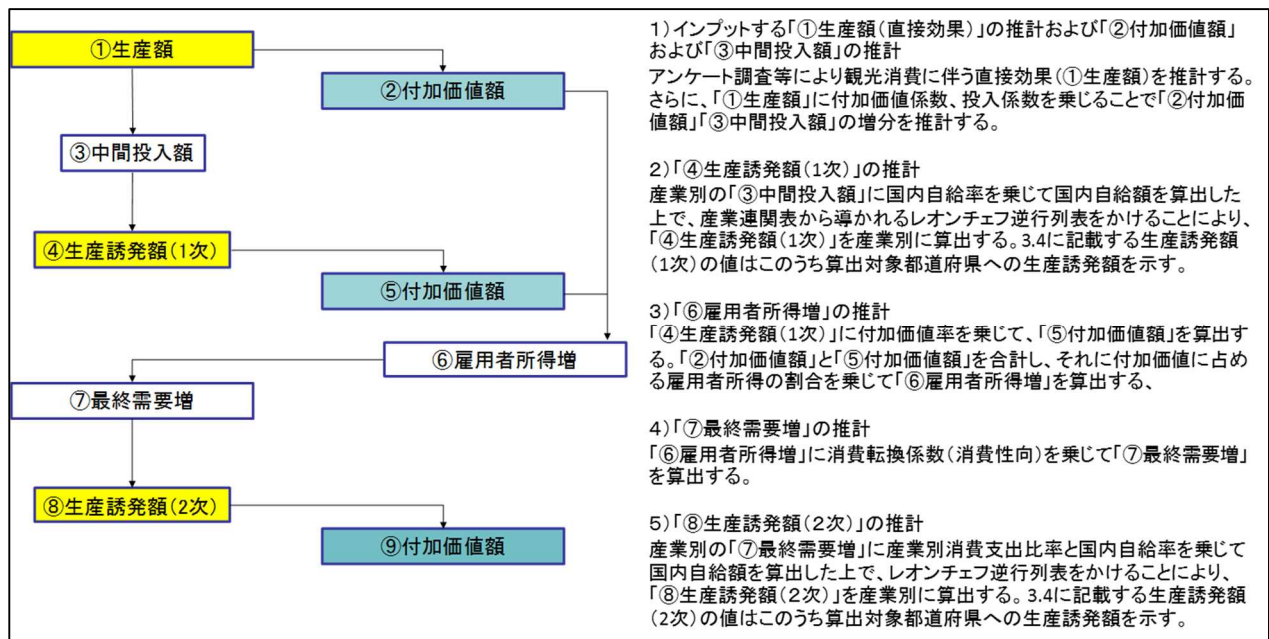 ①生産額
②付加価値額
③中間投入額
④生産誘発額(1次)
⑤付加価値額
⑥雇用者所得増
⑦最終需要増
⑧生産誘発額(2次)
⑨付加価値額
1)インプットする「①生産額(直接効果)」の推計および「②付加価値額」
および「③中間投入額」の推計
アンケート調査等により観光消費に伴う直接効果(①生産額)を推計する。
さらに、「①生産額」に付加価値係数、投入係数を乗じることで「②付加価
値額」「③中間投入額」の増分を推計する。
2)「④生産誘発額(1次)」の推計
産業別の「③中間投入額」に国内自給率を乗じて国内自給額を算出した
上で、産業連関表から導かれるレオンチェフ逆行列表をかけることにより、
「④生産誘発額(1次)」を産業別に算出する。3.4に記載する生産誘発額
(1次)の値はこのうち算出対象都道府県への生産誘発額を示す。
3)「⑥雇用者所得増」の推計
「④生産誘発額(1次)」に付加価値率を乗じて、「⑤付加価値額」を算出す
る。「②付加価値額」と「⑤付加価値額」を合計し、それに付加価値に占め
る雇用者所得の割合を乗じて「⑥雇用者所得増」を算出する、
4)「⑦最終需要増」の推計
「⑥雇用者所得増」に消費転換係数(消費性向)を乗じて「⑦最終需要増」
を算出する。
5)「⑧生産誘発額(2次)」の推計
産業別の「⑦最終需要増」に産業別消費支出比率と国内自給率を乗じて
国内自給額を算出した上で、レオンチェフ逆行列表をかけることにより、
「⑧生産誘発額(2次)」を産業別に算出する。3.4に記載する生産誘発額
(2次)の値はこのうち算出対象都道府県への生産誘発額を示す。